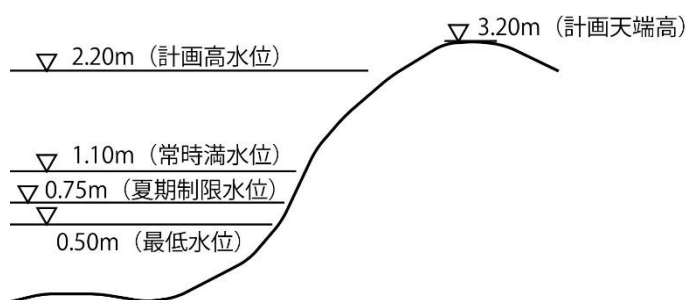 3.20m（計画天端高）
2.20m（計画高水位）
1.10m（常時満水位）
0.75m（夏期制限水位）
0.50m（最低水位）